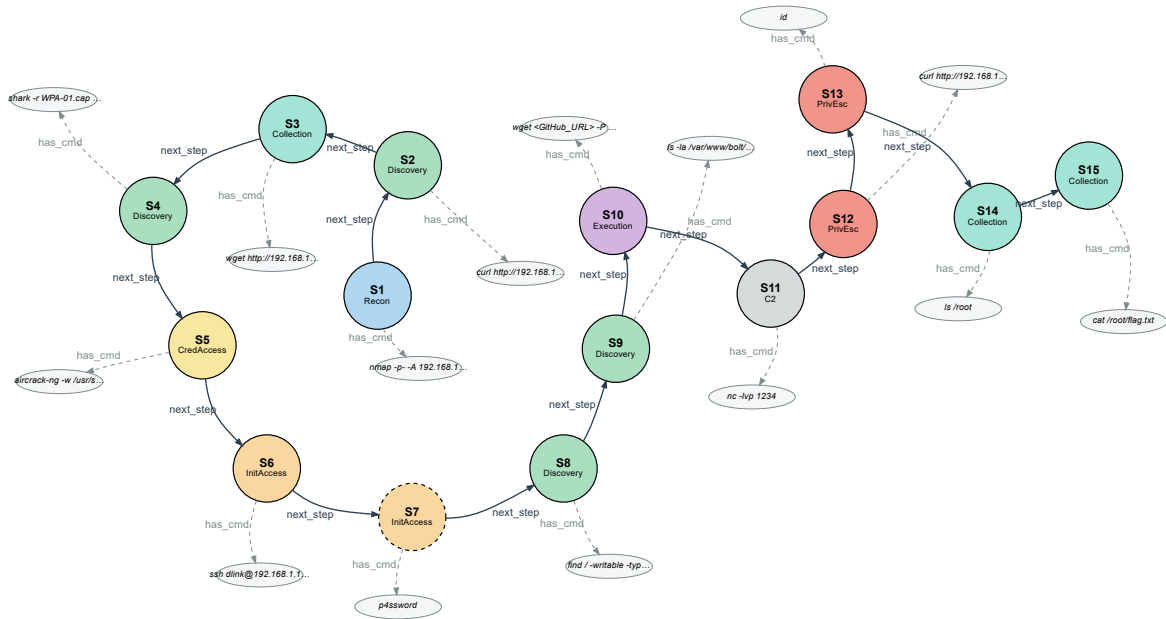 id
has_cmd
S13
PrivEsc
curl http://192.168.1...
shark -r WPA-01.cap ...
has_cmd
S3
Collection
next_step
next_step
S2
Discovery
wget <GitHub_URL> -P ...
has_cmd
ls -la /var/www/bolt/...
has_cmd
next_step
next_step
S15
Collection
S4
Discovery
has_cmd
next_step
has_cmd
S10
Execution
has_cmd
next_step
S12
PrivEsc
S14
Collection
next_step
has_cmd
wget http://192.168.1...
next_step
S1
Recon
curl http://192.168.1...
next_step
S11
C2
next_step
has_cmd
ls /root
cat /root/flag.txt
S5
CredAccess
has_cmd
aircrack-ng -w /usr/s...
has_cmd
nmap -p- -A 192.168.1...
S9
Discovery
has_cmd
nc -lvp 1234
next_step
next_step
S6
InitAccess
S8
Discovery
next_step
S7
InitAccess
next_step
has_cmd
has_cmd
has_cmd
ssh dlink@192.168.1.1...
p4ssword
find / -writable -typ...